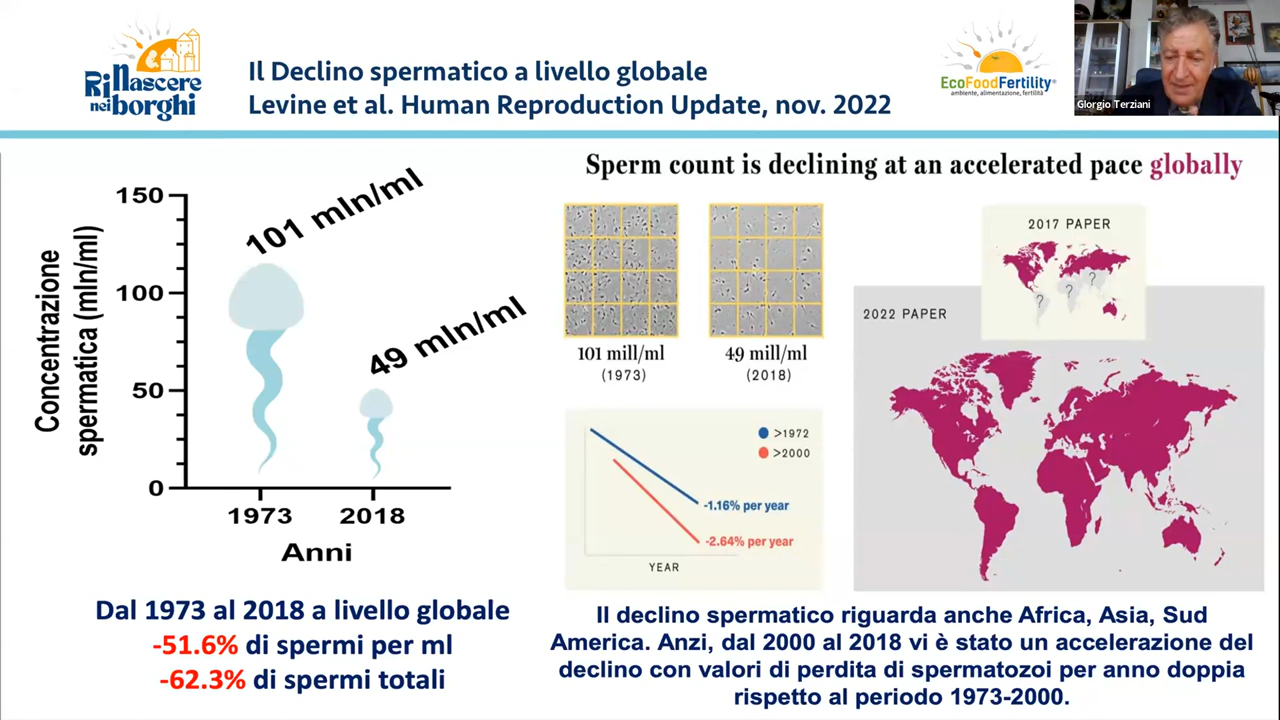 RiNascere
nei borghi
Il Declino spermatico a livello globale
Levine et al. Human Reproduction Update, nov. 2022
EcoFoodFertility®
ambiente, alimentazione, fertilità
GIorgio Terziani
Concentrazione
spermatica (mln/ml)
150
100
50
0
101 mln/ml
49 mln/ml
1973
2018
Anni
Dal 1973 al 2018 a livello globale
-51.6% di spermi per ml
-62.3% di spermi totali
Sperm count is declining at an accelerated pace globally
101 mill/ml
(1973)
49 mill/ml
(2018)
>1972
>2000
-1.16% per year
-2.64% per year
YEAR
2017 PAPER
? ? ?
2022 PAPER
Il declino spermatico riguarda anche Africa, Asia, Sud
America. Anzi, dal 2000 al 2018 vi è stato un accelerazione del
declino con valori di perdita di spermatozoi per anno doppia
rispetto al periodo 1973-2000.